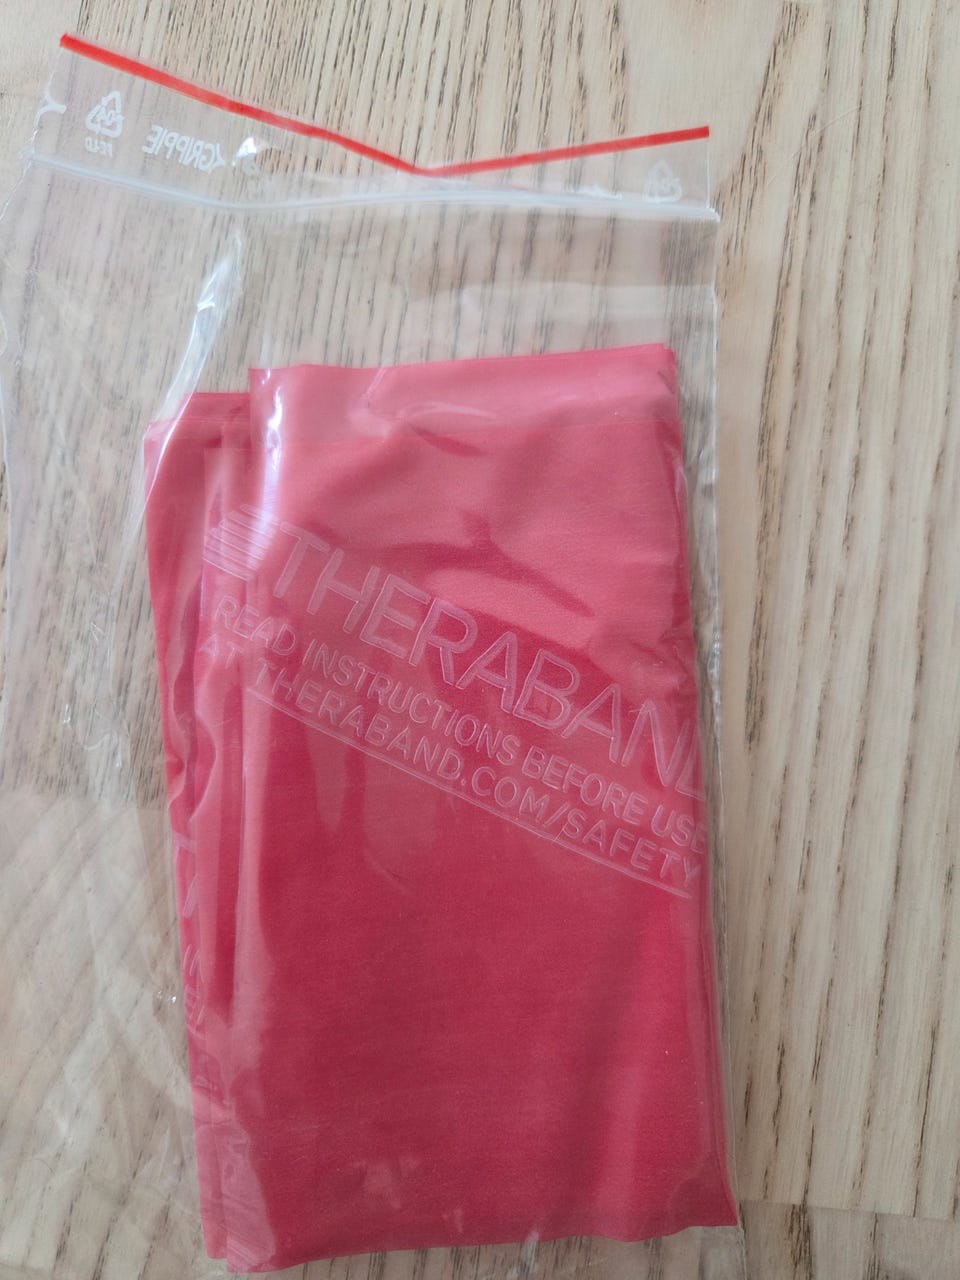 GRIPPIE
THERABAND
READ INSTRUCTIONS BEFORE USE
AT THERABAND.COM/SAFETY